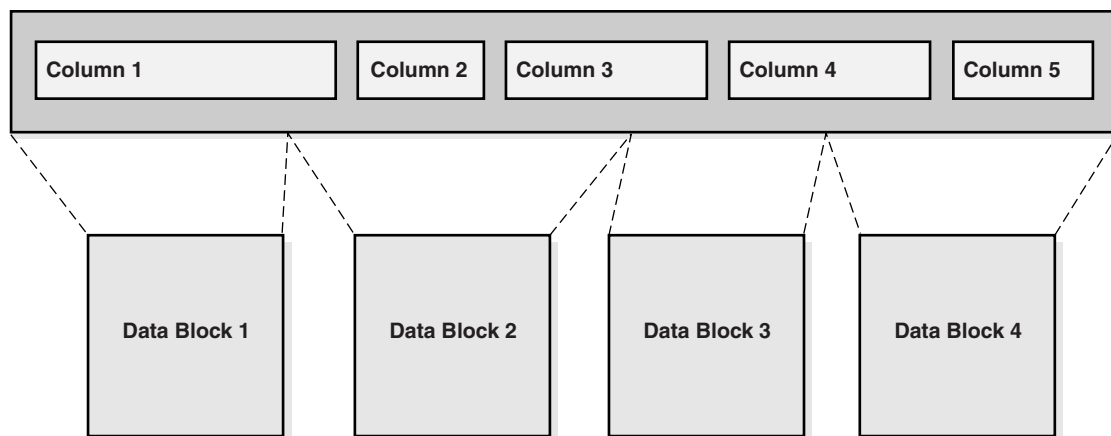 Column 1
Column 2
Column 3
Column 4
Column 5
Data Block 1
Data Block 2
Data Block 3
Data Block 4